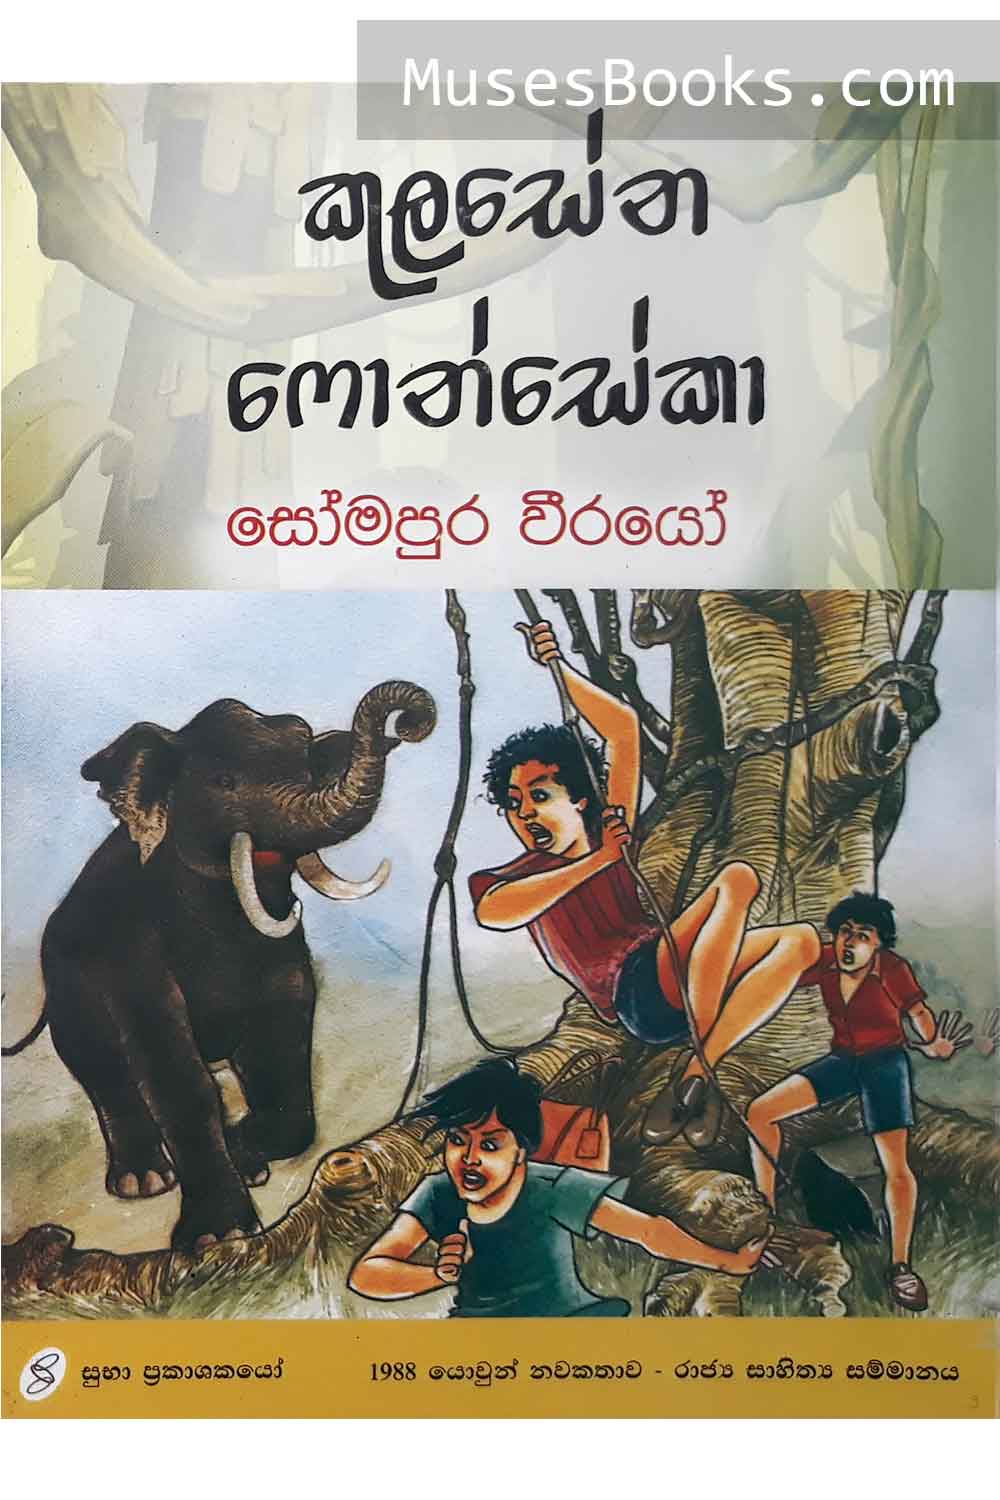 MusesBooks.com
කුලසේන
ෆොන්සේකා
සෝමපුර වීරයෝ
සුභා ප්‍රකාශකයෝ
1988 යොවුන් නවකතාව - රාජ්‍ය සාහිත්‍ය සම්මානය